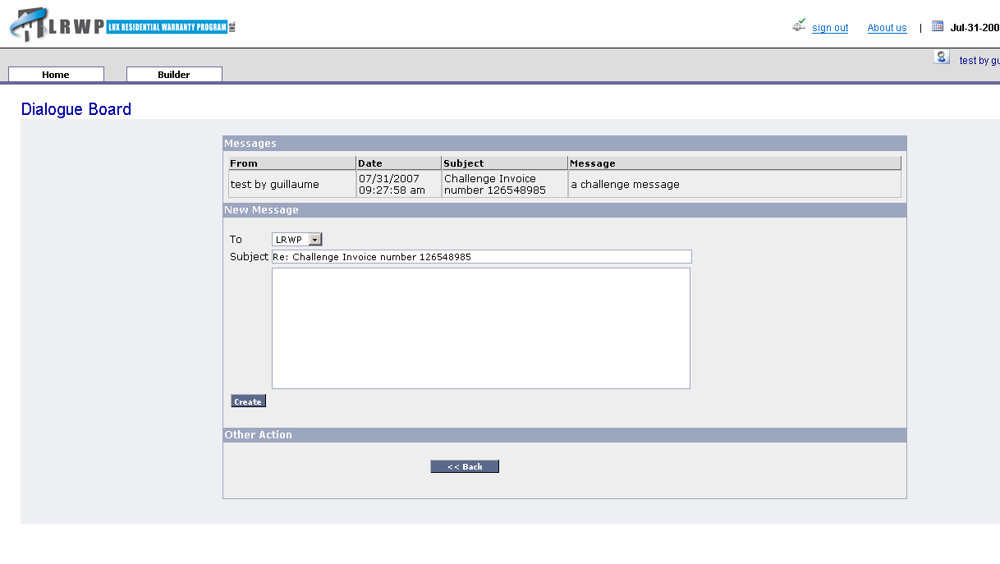 LRWP LUX RESIDENTIAL WARRANTY PROGRAM INC.
sign out About us | Jul-31-200
test by gu
Home Builder
Dialogue Board
Messages
From Date Subject Message
test by guillaume 07/31/2007 09:27:58 am Challenge Invoice number 126548985 a challenge message
New Message
To LRWP
Subject Re: Challenge Invoice number 126548985
Create
Other Action
<< Back